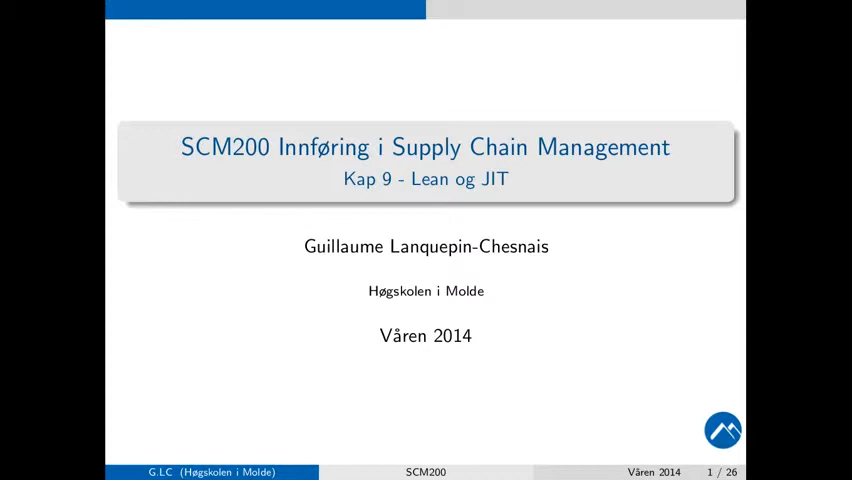 SCM200 Innføring i Supply Chain Management
Kap 9 - Lean og JIT
Guillaume Lanquepin-Chesnais
Høgskolen i Molde
Våren 2014
G.LC (Høgskolen i Molde) SCM200 Våren 2014 1 / 26